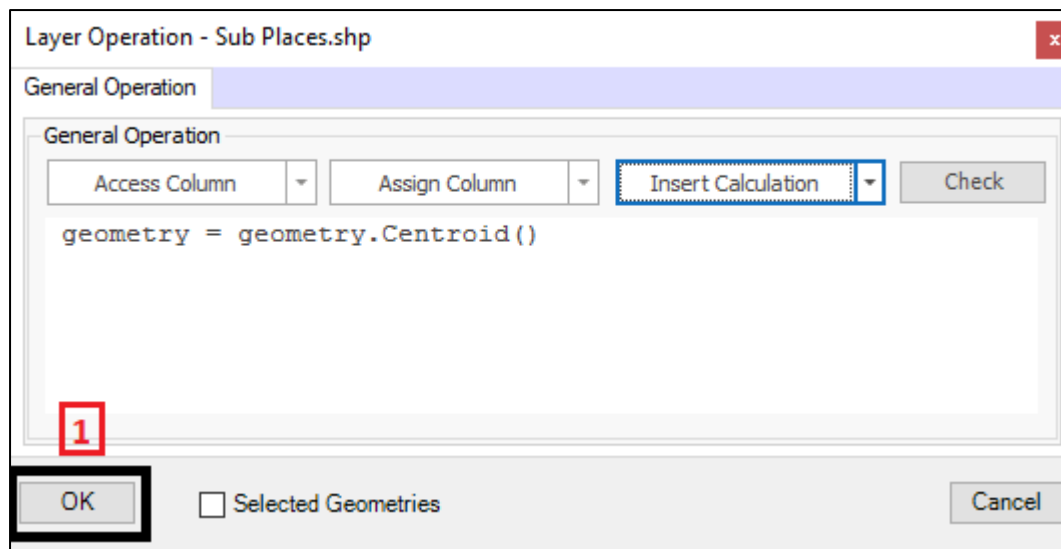 Layer Operation - Sub Places.shp
x
General Operation
General Operation
Access Column
Assign Column
Insert Calculation
Check
geometry = geometry.Centroid()
1
OK
Selected Geometries
Cancel